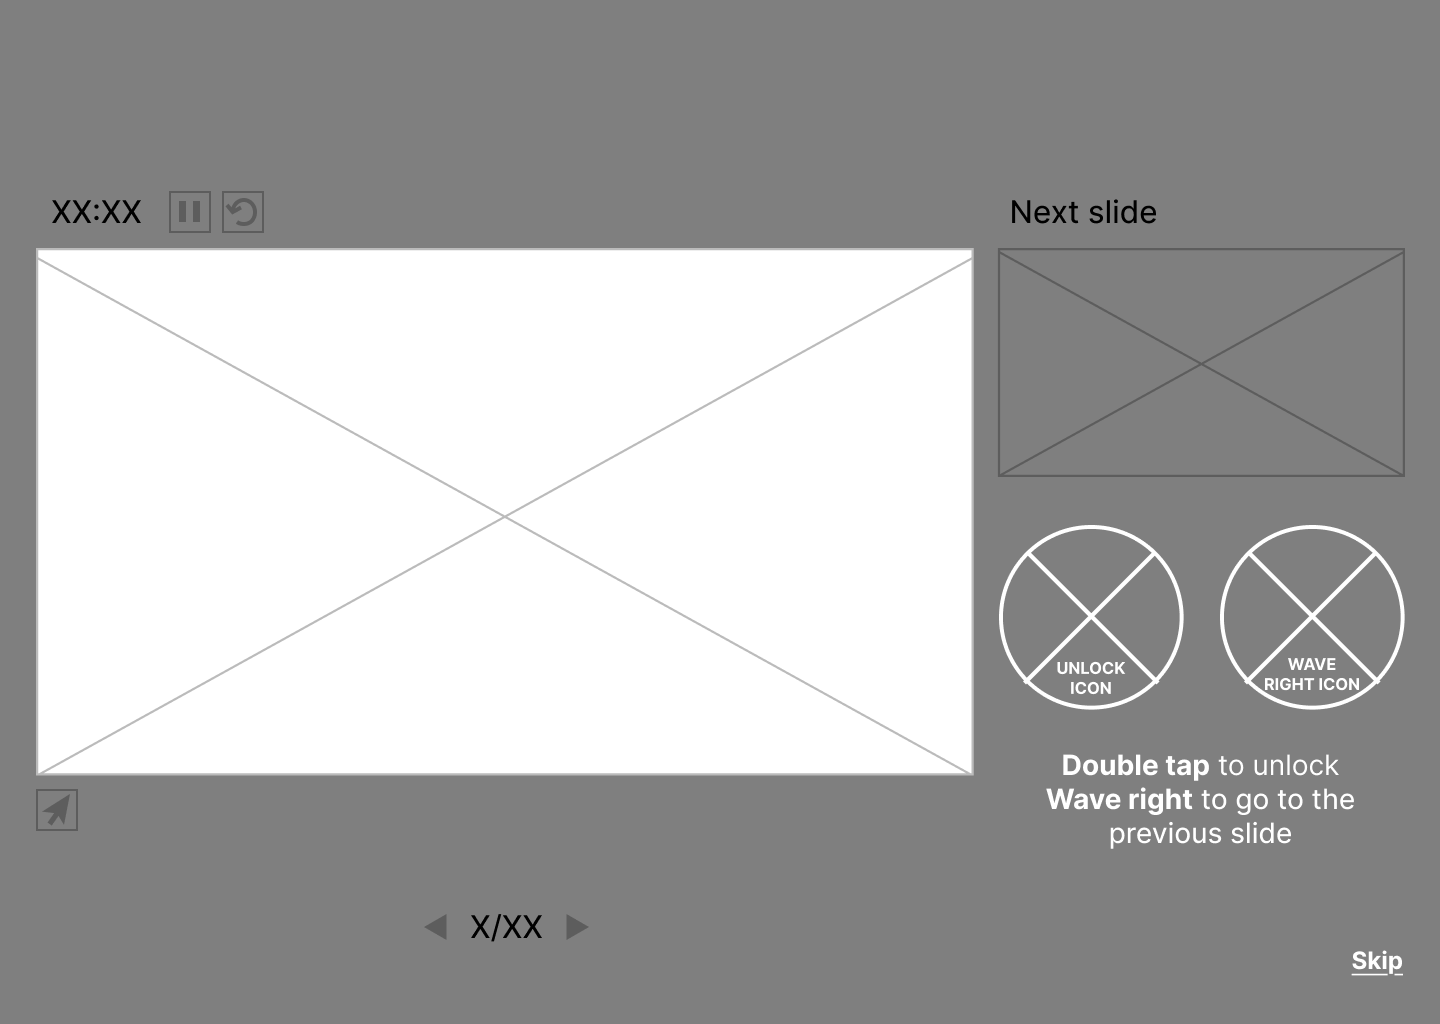 XX:XX
Next slide
UNLOCK
ICON
WAVE
RIGHT ICON
Double tap to unlock
Wave right to go to the
previous slide
X/XX
Skip